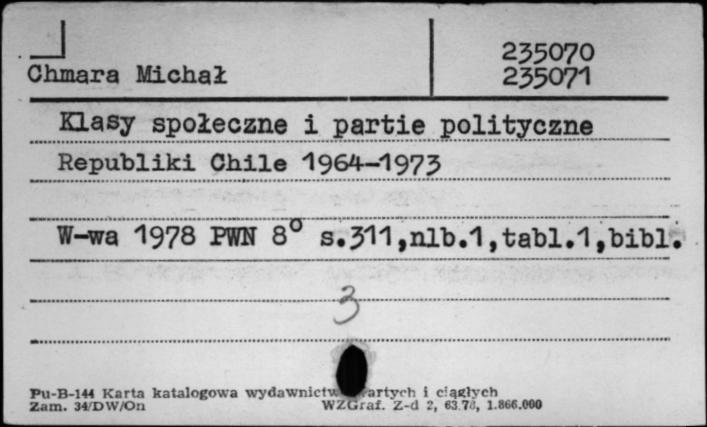 235070
Chmara Michał 235071
Klasy społeczne i partie polityczne
Republiki Chile 1964-1973
W-wa 1978 PWN 8° s.311,nlb.1,tabl.1,bibl.
3
Pu-B-144 Karta katalogowa i ciągłych
Zam. 34/DW/On WZGraf. Z-d 2, 63.78, 1.866.000